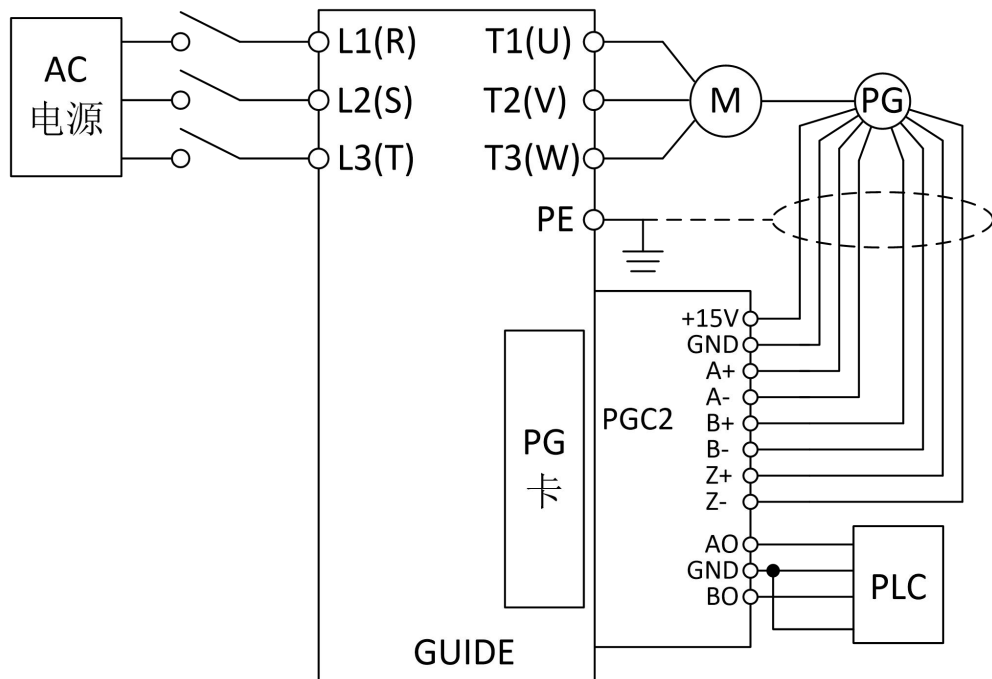 AC
电源
L1(R)
T1(U)
L2(S)
T2(V)
L3(T)
T3(W)
M
PG
PE
PG
卡
PGC2
+15V
GND
A+
A-
B+
B-
Z+
Z-
AO
GND
BO
PLC
GUIDE